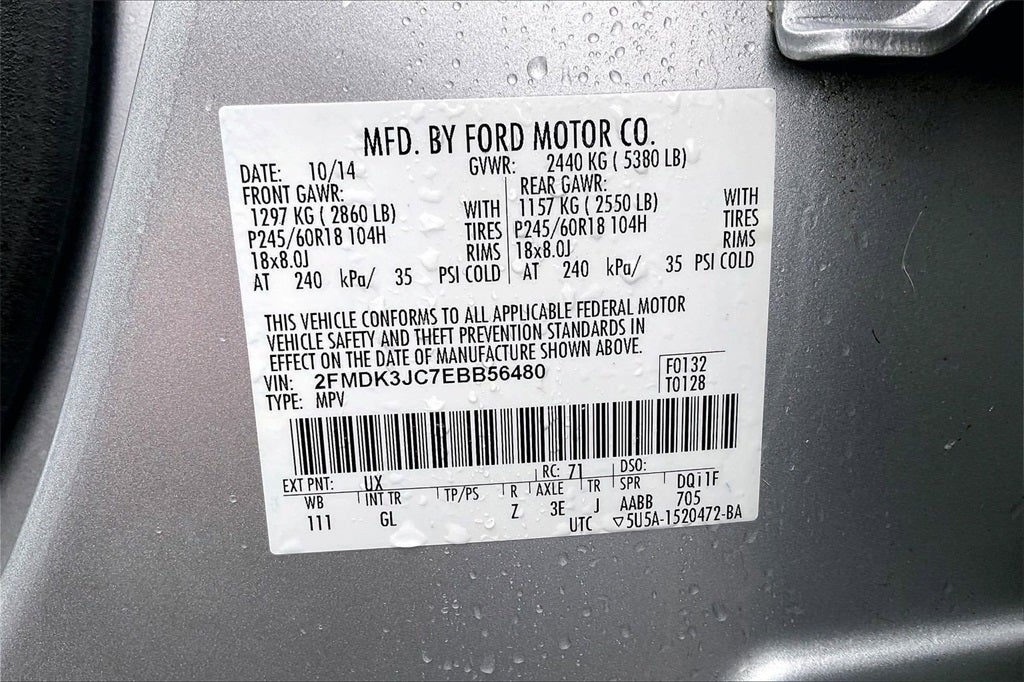 MFD. BY FORD MOTOR CO.
DATE: 10/14 GVWR: 2440 KG ( 5380 LB)
FRONT GAWR: REAR GAWR:
1297 KG ( 2860 LB) WITH 1157 KG ( 2550 LB) WITH
P245/60R18 104H TIRES P245/60R18 104H TIRES
18x8.0J RIMS 18x8.0J RIMS
AT 240 kPa/ 35 PSI COLD AT 240 kPa/ 35 PSI COLD
THIS VEHICLE CONFORMS TO ALL APPLICABLE FEDERAL MOTOR
VEHICLE SAFETY AND THEFT PREVENTION STANDARDS IN
EFFECT ON THE DATE OF MANUFACTURE SHOWN ABOVE.
VIN: 2FMDK3JC7EBB56480 F0132
TYPE: MPV T0128
EXT PNT: UX RC: 71 DSO:
WB INT TR TP/PS R AXLE TR SPR DQi1F
111 GL Z 3E J AABB 705
UTC ▽5U5A-1520472-BA